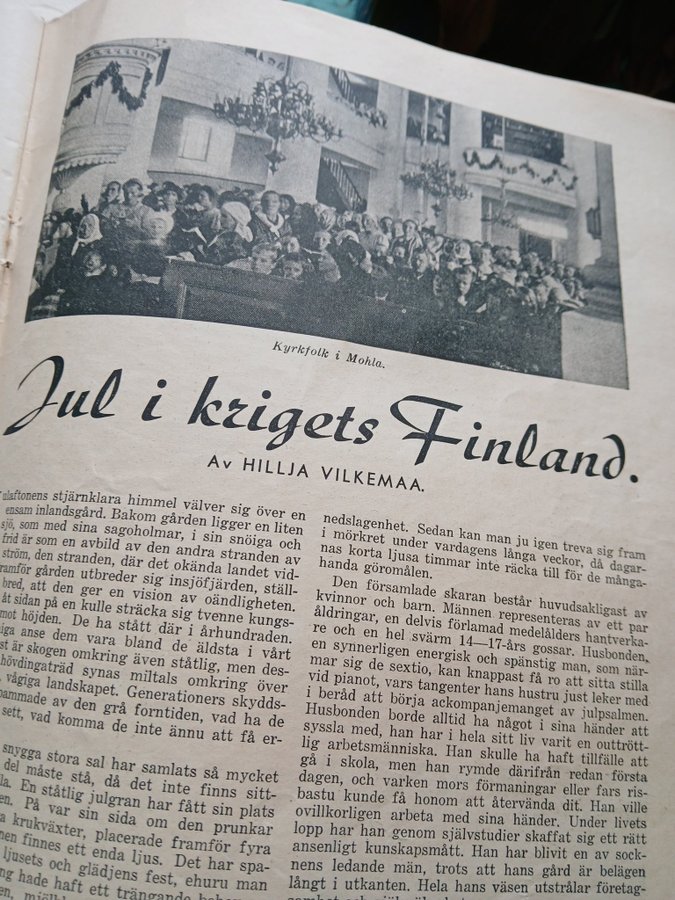 Kyrkfolk i Mohla.
Jul i krigets Finland.
Av HILLJA VILKEMAA.
ulaftonens stjärnklara himmel välver sig över en
ensam inlandsgård. Bakom gården ligger en liten
sjö, som med sina sagoholmar, i sin snöiga och
frid är som en avbild av den andra stranden av
ström, den stranden, där det okända landet vid-
ramför gården utbreder sig insjöfjärden, ställ-
bred, att den ger en vision av oändligheten.
åt sidan på en kulle sträcka sig tvenne kungs-
mot höjden. De ha stått där i århundraden.
iga anse dem vara bland de äldsta i vårt
st är skogen omkring även ståtlig, men des-
hövdingaträd synas miltals omkring över
vågiga landskapet. Generationers skydds-
ammade av den grå forntiden, vad ha de
sett, vad komma de inte ännu att få er-
snygga stora sal har samlats så mycket
del måste stå, då det inte finns sitt-
la. En ståtlig julgran har fått sin plats
en. På var sin sida om den prunkar
a krukväxter, placerade framför fyra
nen finnes ett enda ljus. Det har spa-
ljusets och glädjens fest, ehuru man
ng hade haft ett trängande
nedslagenhet. Sedan kan man ju igen treva sig fram
i mörkret under vardagens långa veckor, då dagar-
nas korta ljusa timmar inte räcka till för de många-
handa göromålen.
Den församlade skaran består huvudsakligast av
kvinnor och barn. Männen representeras av ett par
åldringar, en delvis förlamad medelålders hantverka-
re och en hel svärm 14—17-års gossar. Husbonden,
en synnerligen energisk och spänstig man, som när-
mar sig de sextio, kan knappast få ro att sitta stilla
vid pianot, vars tangenter hans hustru just leker med
i beråd att börja ackompanjemanget av julpsalmen.
Husbonden borde alltid ha något i sina händer att
syssla med, han har i hela sitt liv varit en outtrött-
lig arbetsmänniska. Han skulle ha haft tillfälle att
gå i skola, men han rymde därifrån redan första
dagen, och varken mors förmaningar eller fars ris-
bastu kunde få honom att återvända dit. Han ville
ovillkorligen arbeta med sina händer. Under livets
lopp har han genom självstudier skaffat sig ett rätt
ansenligt kunskapsmått. Han har blivit en av sock-
nens ledande män, trots att hans gård är belägen
långt i utkanten. Hela hans väsen utstrålar företag-